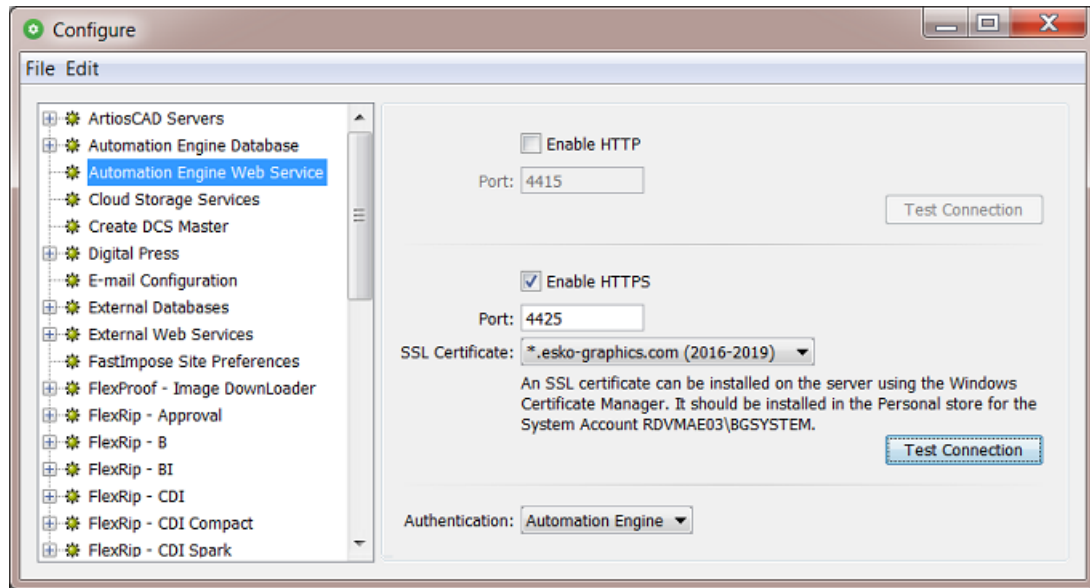 Configure
File Edit
ArtiosCAD Servers
Automation Engine Database
Automation Engine Web Service
Cloud Storage Services
Create DCS Master
Digital Press
E-mail Configuration
External Databases
External Web Services
FastImpose Site Preferences
FlexProof - Image DownLoader
FlexRip - Approval
FlexRip - B
FlexRip - BI
FlexRip - CDI
FlexRip - CDI Compact
FlexRip - CDI Spark
Enable HTTP
Port: 4415
Test Connection
Enable HTTPS
Port: 4425
SSL Certificate: *.esko-graphics.com (2016-2019)
An SSL certificate can be installed on the server using the Windows
Certificate Manager. It should be installed in the Personal store for the
System Account RDVMAE03\BGSYSTEM.
Test Connection
Authentication: Automation Engine